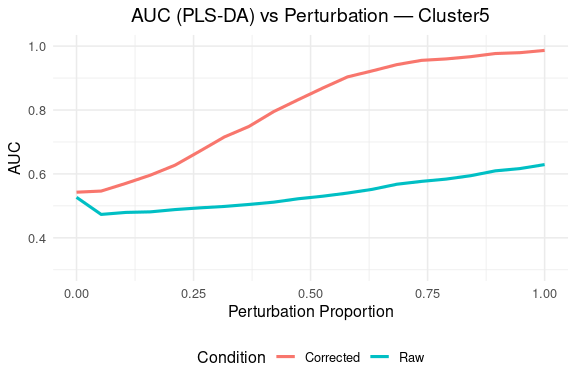 AUC (PLS-DA) vs Perturbation — Cluster5
1.0
0.8
0.6
0.4
AUC
0.00 0.25 0.50 0.75 1.00
Perturbation Proportion
Condition Corrected Raw